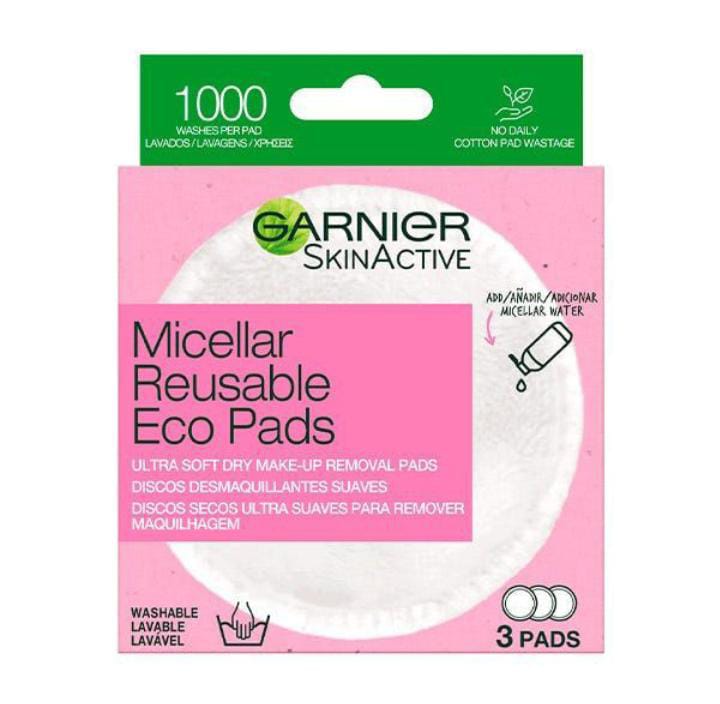 1000
WASHES PER PAD
LAVADOS / LAVAGENS / ΧΡΗΣΕΙΣ
NO DAILY
COTTON PAD WASTAGE
GARNIER
SKINACTIVE
ADD/AÑADIR/ADICIONAR
MICELLAR WATER
Micellar
Reusable
Eco Pads
ULTRA SOFT DRY MAKE-UP REMOVAL PADS
DISCOS DESMAQUILLANTES SUAVES
DISCOS SECOS ULTRA SUAVES PARA REMOVER
MAQUILHAGEM
WASHABLE
LAVABLE
LAVÁVEL
3 PADS